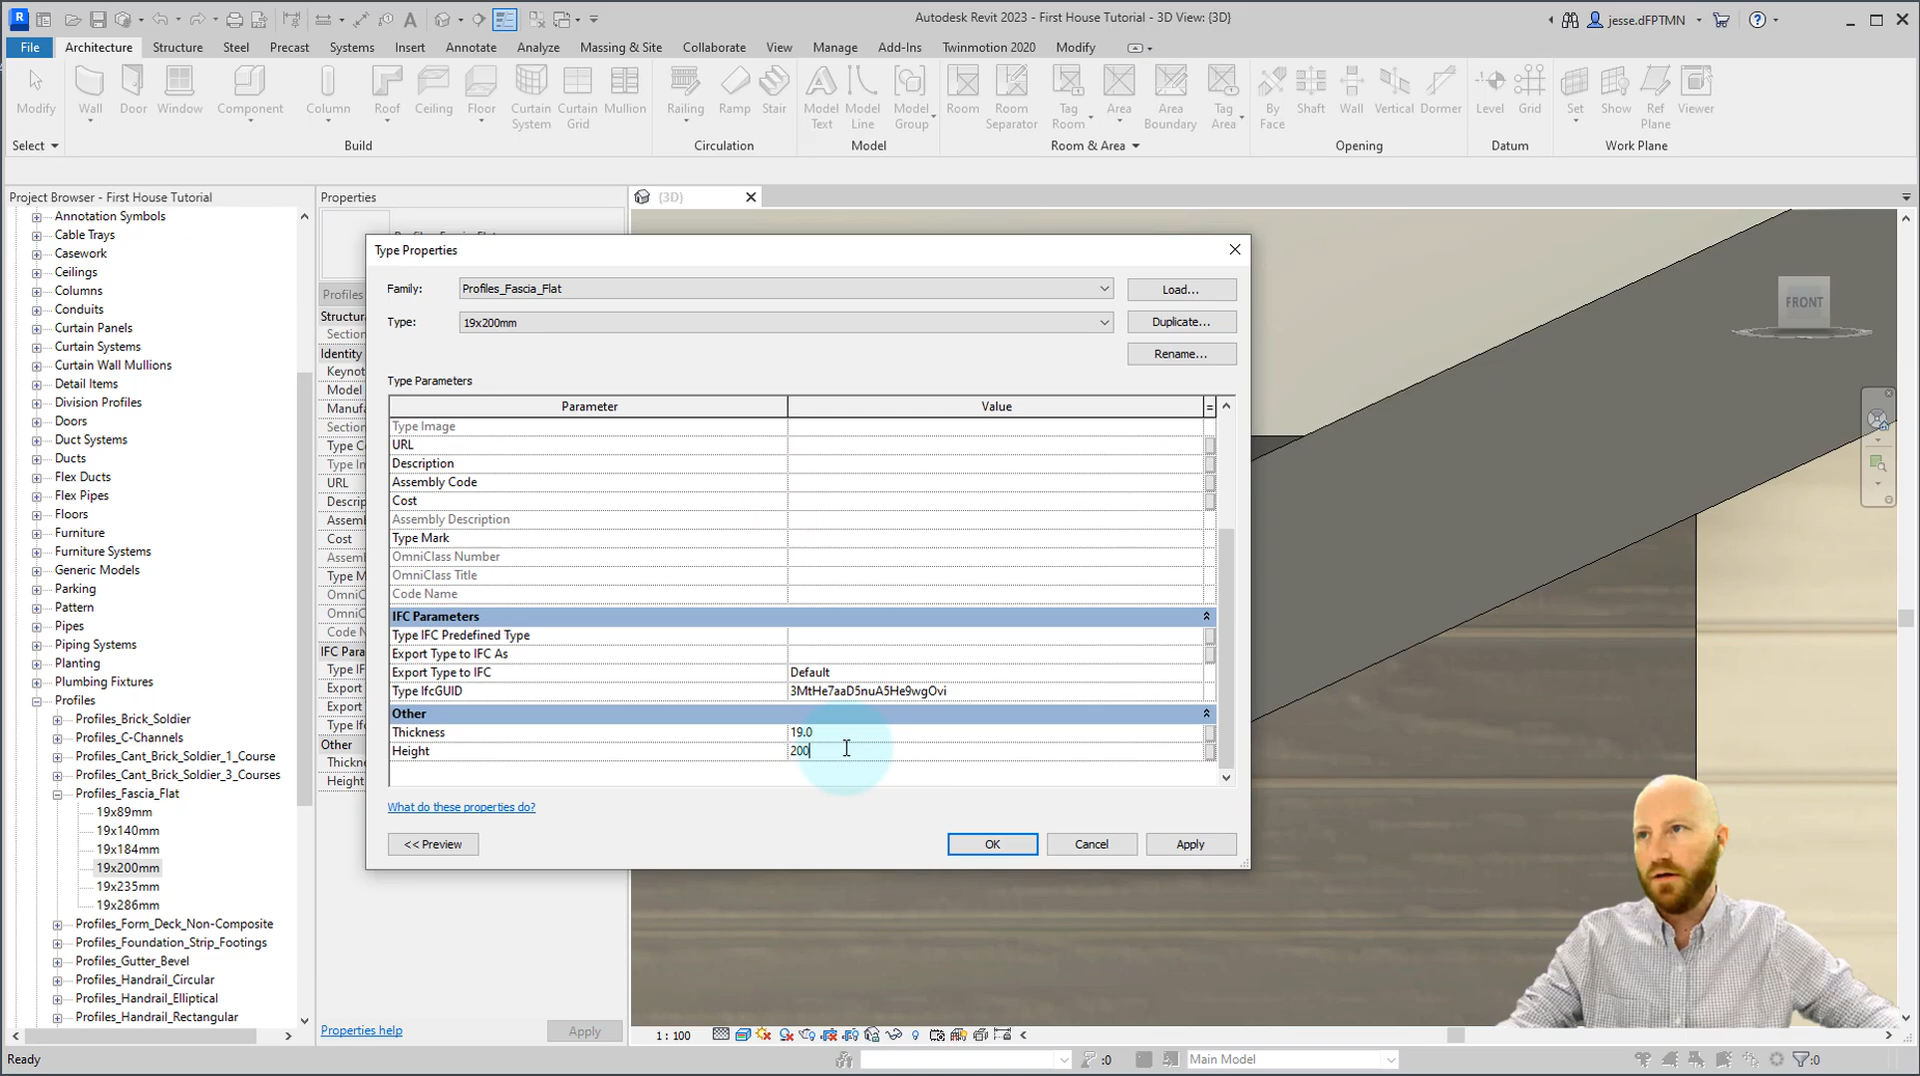 Autodesk Revit 2023 - First House Tutorial - 3D View: {3D}
jesse.dFPTMN
File Architecture Structure Steel Precast Systems Insert Annotate Analyze Massing & Site Collaborate View Manage Add-Ins Twinmotion 2020 Modify
Modify Wall Door Window Component Column Roof Ceiling Floor Curtain System Curtain Grid Mullion Railing Ramp Stair Model Text Model Line Model Group Room Room Separator Tag Room Area Area Boundary Tag Area By Face Shaft Wall Vertical Dormer Level Grid Set Show Ref Plane Viewer
Select Build Circulation Model Room & Area Opening Datum Work Plane
Project Browser - First House Tutorial
Annotation Symbols
Cable Trays
Casework
Ceilings
Columns
Conduits
Curtain Panels
Curtain Systems
Curtain Wall Mullions
Detail Items
Division Profiles
Doors
Duct Systems
Ducts
Flex Ducts
Flex Pipes
Floors
Furniture
Furniture Systems
Generic Models
Parking
Pattern
Pipes
Piping Systems
Planting
Plumbing Fixtures
Profiles
Profiles_Brick_Soldier
Profiles_C-Channels
Profiles_Cant_Brick_Soldier_1_Course
Profiles_Cant_Brick_Soldier_3_Courses
Profiles_Fascia_Flat
19x89mm
19x140mm
19x184mm
19x200mm
19x235mm
19x286mm
Profiles_Form_Deck_Non-Composite
Profiles_Foundation_Strip_Footings
Profiles_Gutter_Bevel
Profiles_Handrail_Circular
Profiles_Handrail_Elliptical
Profiles_Handrail_Rectangular
Properties
Profiles
Structura
Section
Identity
Keynot
Model
Manufa
Section
Type Co
Type In
URL
Descrip
Assemb
Cost
Assemb
Type M
OmniC
OmniC
Code N
IFC Para
Type IF
Export
Export
Type Ifc
Other
Thickne
Height
Properties help
Apply
{3D}
Type Properties
Family: Profiles_Fascia_Flat Load...
Type: 19x200mm Duplicate...
Rename...
Type Parameters
Parameter Value =
Type Image
URL
Description
Assembly Code
Cost
Assembly Description
Type Mark
OmniClass Number
OmniClass Title
Code Name
IFC Parameters
Type IFC Predefined Type
Export Type to IFC As
Export Type to IFC Default
Type IfcGUID 3MtHe7aaD5nuA5He9wgOvi
Other
Thickness 19.0
Height 200
What do these properties do?
<< Preview OK Cancel Apply
FRONT
1 : 100
Ready
:0
Main Model
:0